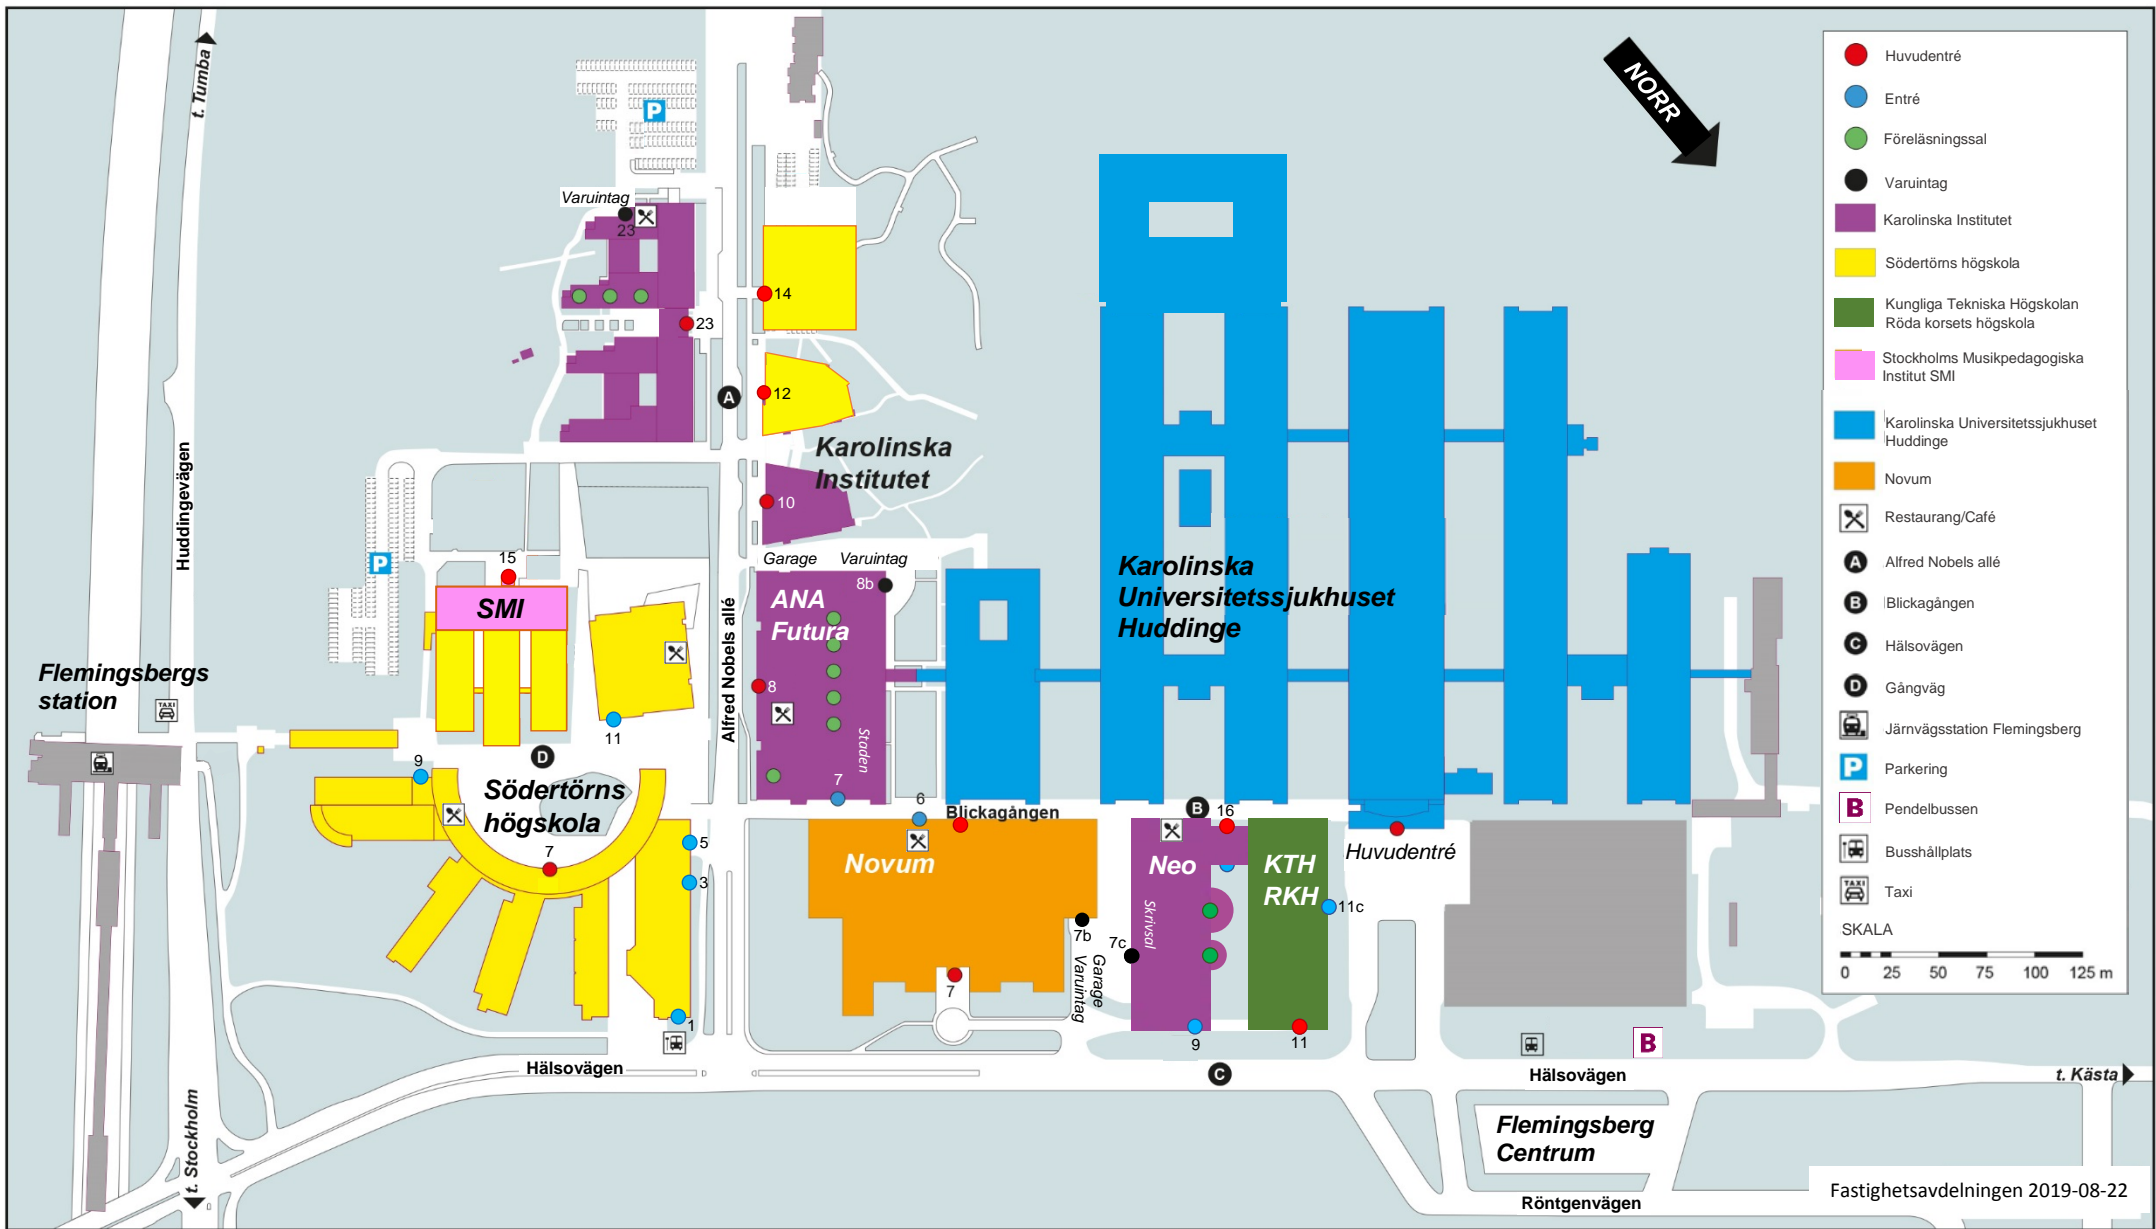 t. Tumba
NORR
Varuintag
23
14
23
12
A
Karolinska
Institutet
10
Huddingevägen
15
SMI
Garage
Varuintag
8b
ANA
Futura
Alfred Nobels allé
8
Staden
7
11
D
9
Södertörns
högskola
7
5
3
1
Flemingsbergs
station
TAXI
Karolinska
Universitetssjukhuset
Huddinge
6
Blickagången
B
16
Novum
7
7b
Garage
Varuintag
7c
Neo
Skrivsal
KTH
RKH
11c
9
11
Huvudentré
C
Hälsovägen
Hälsovägen
B
t. Kästa
t. Stockholm
Flemingsberg
Centrum
Röntgenvägen
P
P
Huvudentré
Entré
Föreläsningssal
Varuintag
Karolinska Institutet
Södertörns högskola
Kungliga Tekniska Högskolan
Röda korsets högskola
Stockholms Musikpedagogiska
Institut SMI
Karolinska Universitetssjukhuset
Huddinge
Novum
Restaurang/Café
A Alfred Nobels allé
B Blickagången
C Hälsovägen
D Gångväg
Järnvägsstation Flemingsberg
P Parkering
B Pendelbussen
Busshållplats
TAXI Taxi
SKALA
0 25 50 75 100 125 m
Fastighetsavdelningen 2019-08-22